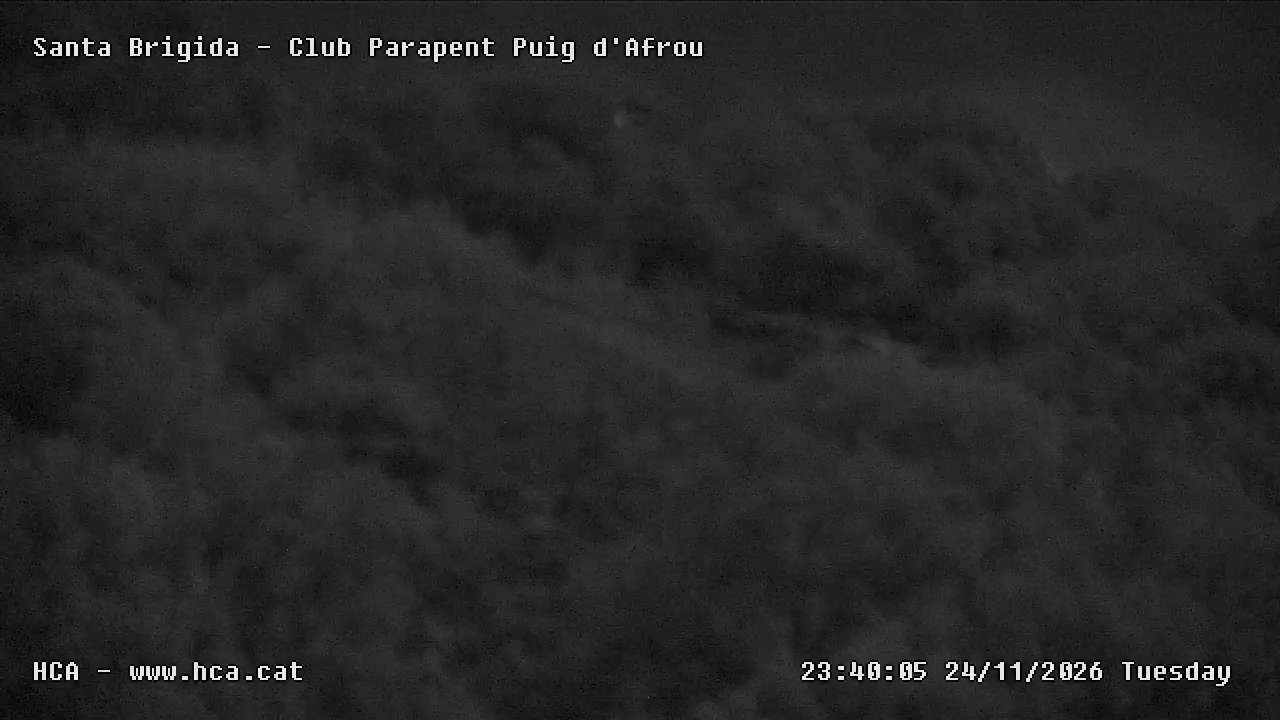 Santa Brigida - Club Parapent Puig d'Afrou
HCA - www.hca.cat
23:40:05 24/11/2026 Tuesday